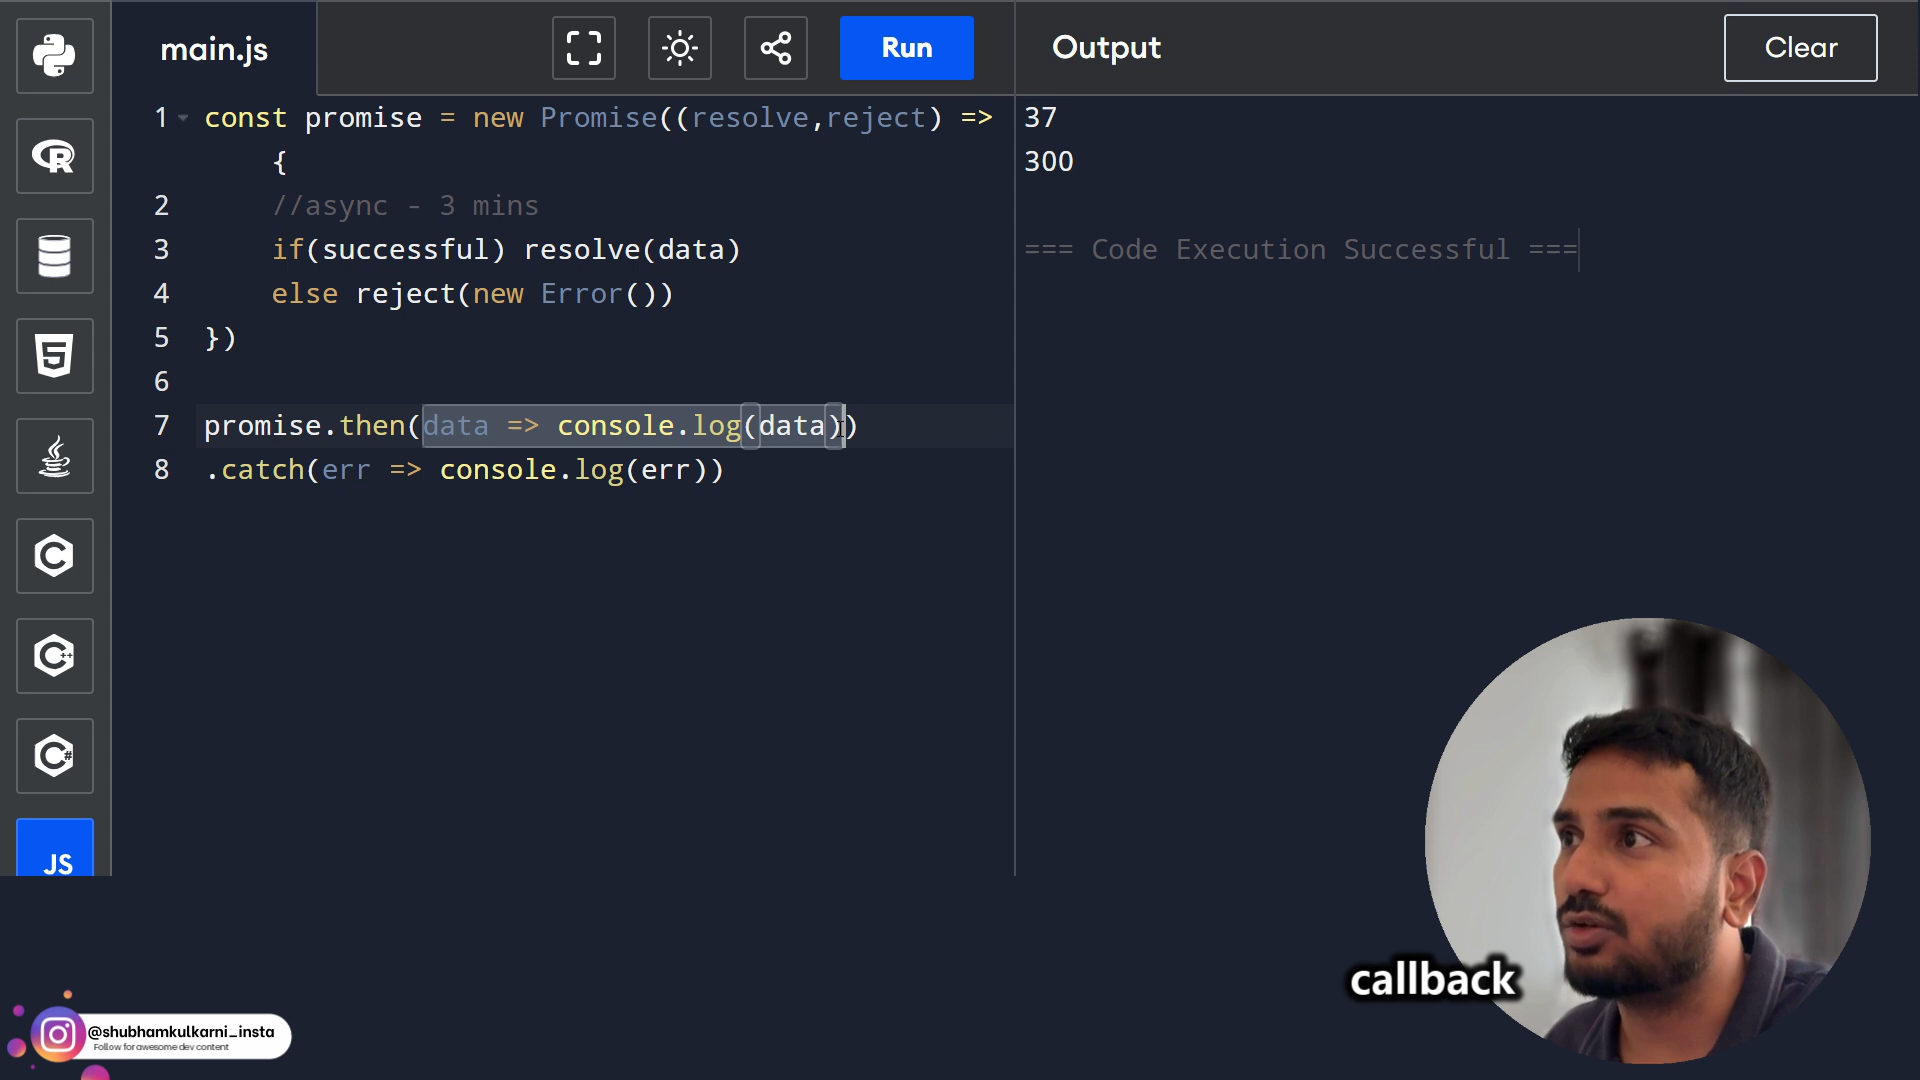 main.js
Run
Output
Clear
1 const promise = new Promise((resolve,reject) =>
{
2 //async - 3 mins
3 if(successful) resolve(data)
4 else reject(new Error())
5 })
6
7 promise.then(data => console.log(data))
8 .catch(err => console.log(err))
37
300
=== Code Execution Successful ===
R
5
C
C++
C#
JS
callback
@shubhamkulkarni_insta
Follow for awesome dev content